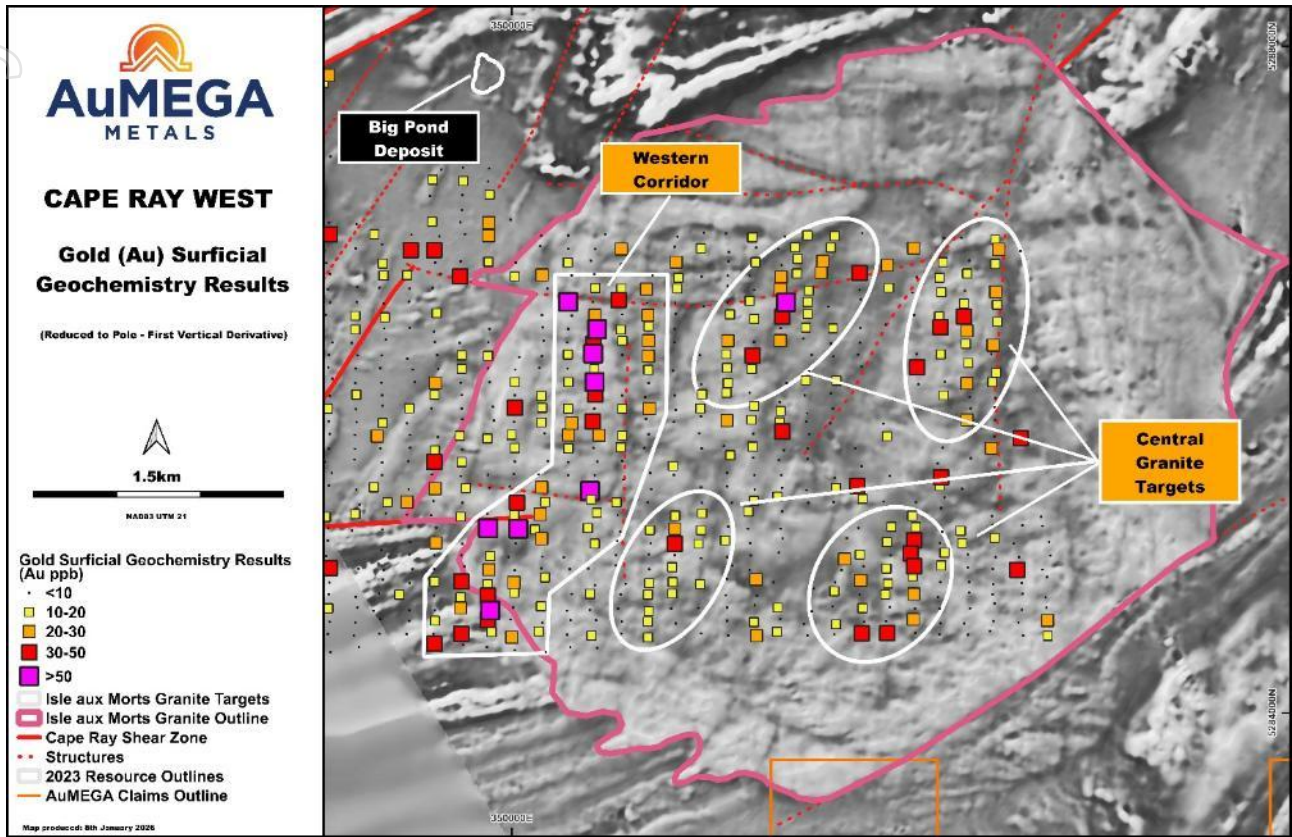 AuMEGA
METALS
CAPE RAY WEST
Gold (Au) Surficial
Geochemistry Results
(Reduced to Pole - First Vertical Derivative)
1.5km
NAD83 UTM 21
Gold Surficial Geochemistry Results
(Au ppb)
<10
10-20
20-30
30-50
>50
Isle aux Morts Granite Targets
Isle aux Morts Granite Outline
Cape Ray Shear Zone
Structures
2023 Resource Outlines
AuMEGA Claims Outline
Map produced: 8th January 2026
350000E
5288000N
Big Pond
Deposit
Western
Corridor
Central
Granite
Targets
5284000N
350000E